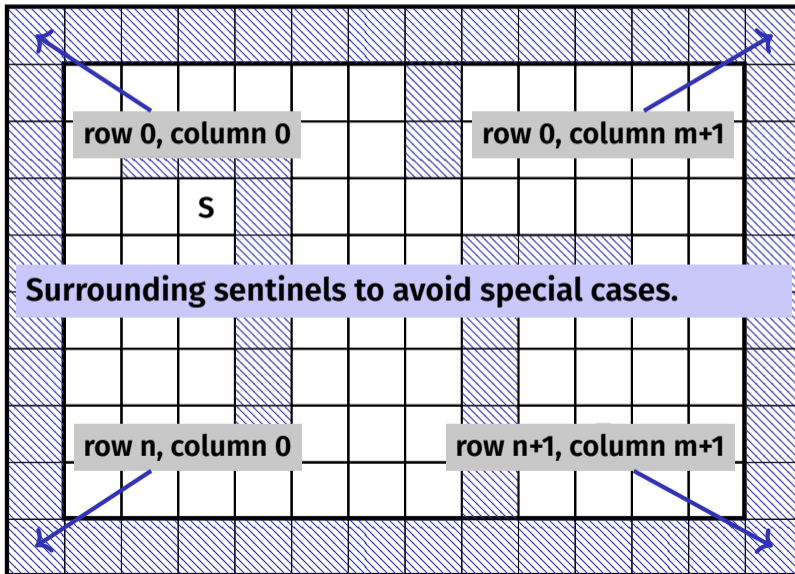 row 0, column 0
row 0, column m+1
S
Surrounding sentinels to avoid special cases.
row n, column 0
row n+1, column m+1